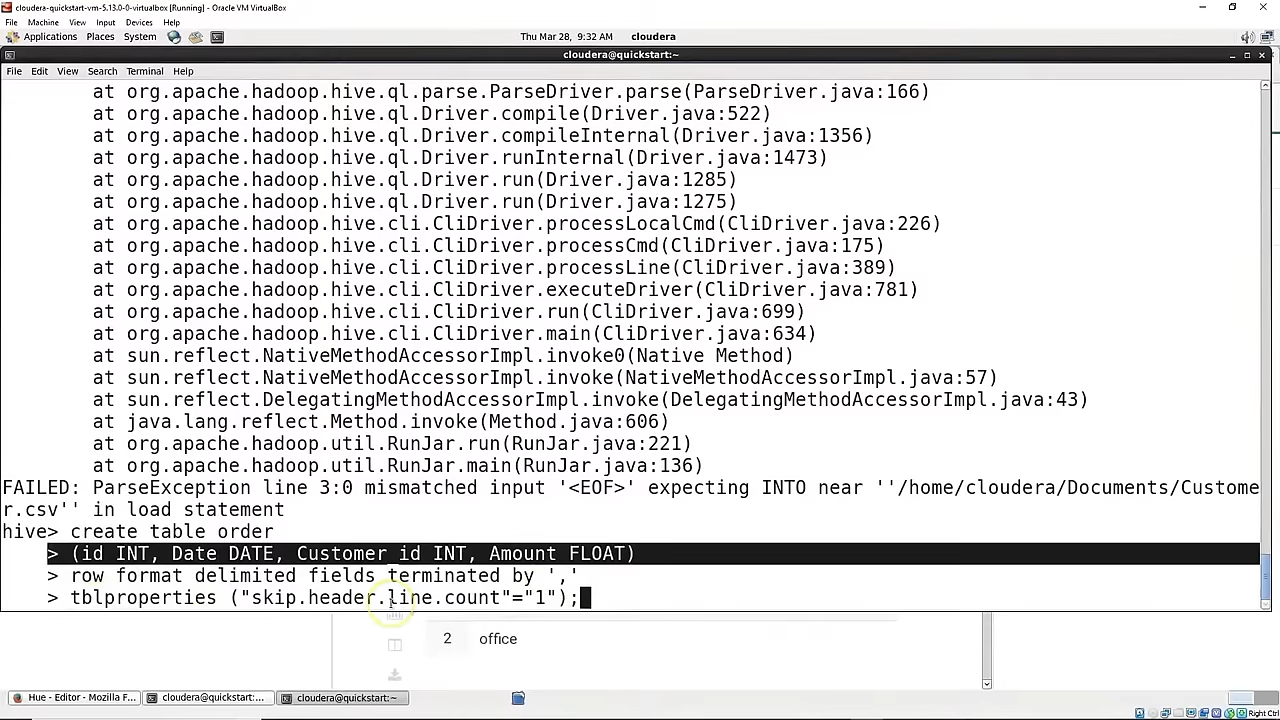 cloudera-quickstart-vm-5.13.0-0-virtualbox [Running] - Oracle VM VirtualBox
File Machine View Input Devices Help
Applications Places System Thu Mar 28, 9:32 AM cloudera
cloudera@quickstart:~
File Edit View Search Terminal Help
at org.apache.hadoop.hive.ql.parse.ParseDriver.parse(ParseDriver.java:166)
at org.apache.hadoop.hive.ql.Driver.compile(Driver.java:522)
at org.apache.hadoop.hive.ql.Driver.compileInternal(Driver.java:1356)
at org.apache.hadoop.hive.ql.Driver.runInternal(Driver.java:1473)
at org.apache.hadoop.hive.ql.Driver.run(Driver.java:1285)
at org.apache.hadoop.hive.ql.Driver.run(Driver.java:1275)
at org.apache.hadoop.hive.cli.CliDriver.processLocalCmd(CliDriver.java:226)
at org.apache.hadoop.hive.cli.CliDriver.processCmd(CliDriver.java:175)
at org.apache.hadoop.hive.cli.CliDriver.processLine(CliDriver.java:389)
at org.apache.hadoop.hive.cli.CliDriver.executeDriver(CliDriver.java:781)
at org.apache.hadoop.hive.cli.CliDriver.run(CliDriver.java:699)
at org.apache.hadoop.hive.cli.CliDriver.main(CliDriver.java:634)
at sun.reflect.NativeMethodAccessorImpl.invoke0(Native Method)
at sun.reflect.NativeMethodAccessorImpl.invoke(NativeMethodAccessorImpl.java:57)
at sun.reflect.DelegatingMethodAccessorImpl.invoke(DelegatingMethodAccessorImpl.java:43)
at java.lang.reflect.Method.invoke(Method.java:606)
at org.apache.hadoop.util.RunJar.run(RunJar.java:221)
at org.apache.hadoop.util.RunJar.main(RunJar.java:136)
FAILED: ParseException line 3:0 mismatched input '<EOF>' expecting INTO near ''/home/cloudera/Documents/Custome
r.csv'' in load statement
hive> create table order
> (id INT, Date DATE, Customer id INT, Amount FLOAT)
> row format delimited fields terminated by ','
> tblproperties ("skip.header.line.count"="1");
2 office
Hue - Editor - Mozilla F... cloudera@quickstart:... cloudera@quickstart:~
Right Ctrl